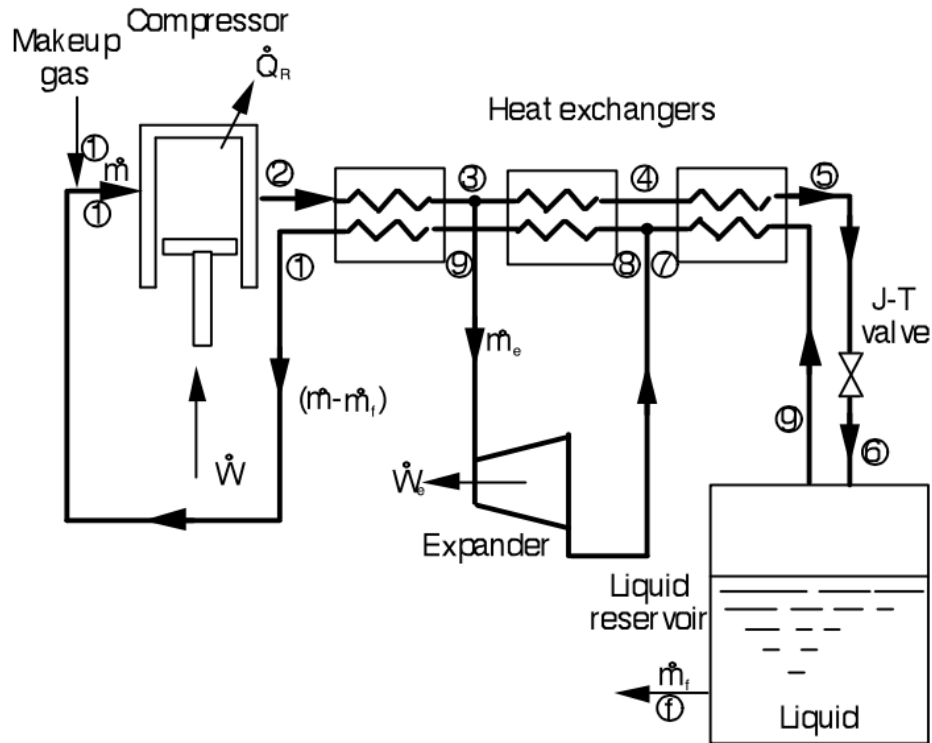 Compressor
Makeup
gas
Q̇R
Heat exchangers
①
ṁ
②
③
④
⑤
①
①
⑨
⑧
⑦
J-T
valve
ṁe
(ṁ-ṁf)
⑨
⑥
Ẇ
Ẇe
Expander
Liquid
reservoir
ṁf
ⓕ
Liquid